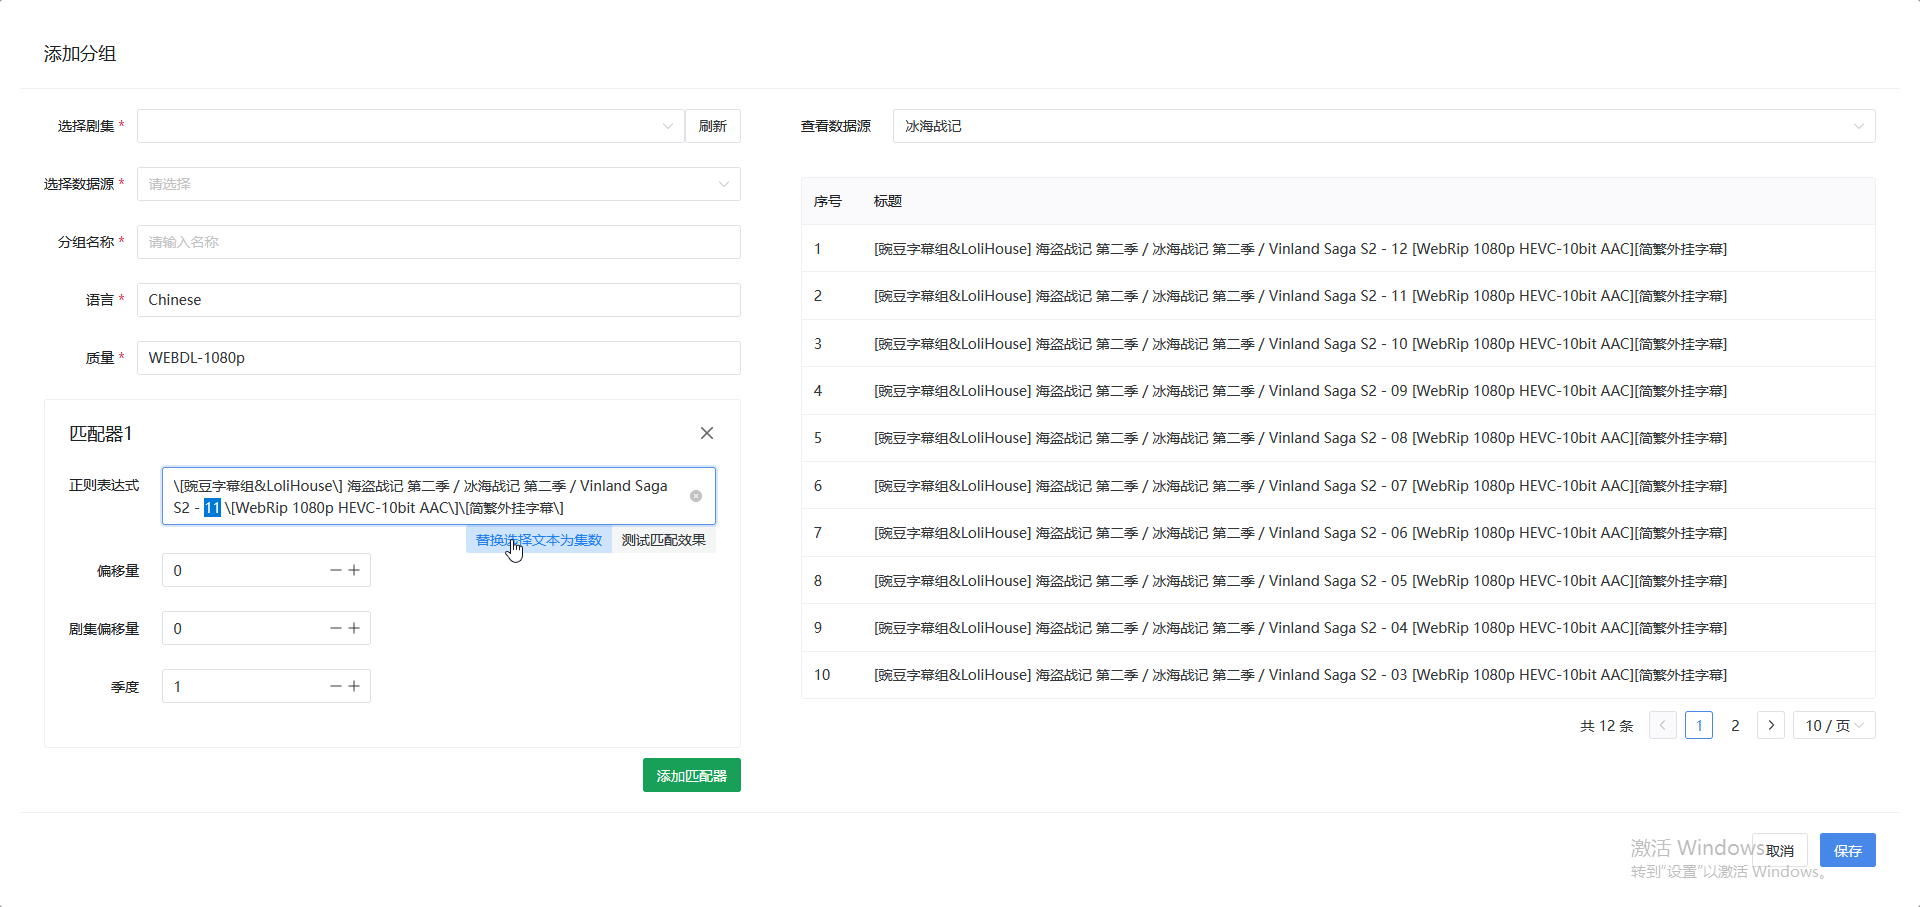 添加分组
选择剧集 *
刷新
选择数据源 *
请选择
分组名称 *
请输入名称
语言 *
Chinese
质量 *
WEBDL-1080p
匹配器1
正则表达式
\[豌豆字幕组&LoliHouse\] 海盗战记 第二季 / 冰海战记 第二季 / Vinland Saga
S2 - 11 \[WebRip 1080p HEVC-10bit AAC\]\[简繁外挂字幕\]
替换选择文本为集数
测试匹配效果
偏移量
0
剧集偏移量
0
季度
1
添加匹配器
查看数据源
冰海战记
序号 标题
1 [豌豆字幕组&LoliHouse] 海盗战记 第二季 / 冰海战记 第二季 / Vinland Saga S2 - 12 [WebRip 1080p HEVC-10bit AAC][简繁外挂字幕]
2 [豌豆字幕组&LoliHouse] 海盗战记 第二季 / 冰海战记 第二季 / Vinland Saga S2 - 11 [WebRip 1080p HEVC-10bit AAC][简繁外挂字幕]
3 [豌豆字幕组&LoliHouse] 海盗战记 第二季 / 冰海战记 第二季 / Vinland Saga S2 - 10 [WebRip 1080p HEVC-10bit AAC][简繁外挂字幕]
4 [豌豆字幕组&LoliHouse] 海盗战记 第二季 / 冰海战记 第二季 / Vinland Saga S2 - 09 [WebRip 1080p HEVC-10bit AAC][简繁外挂字幕]
5 [豌豆字幕组&LoliHouse] 海盗战记 第二季 / 冰海战记 第二季 / Vinland Saga S2 - 08 [WebRip 1080p HEVC-10bit AAC][简繁外挂字幕]
6 [豌豆字幕组&LoliHouse] 海盗战记 第二季 / 冰海战记 第二季 / Vinland Saga S2 - 07 [WebRip 1080p HEVC-10bit AAC][简繁外挂字幕]
7 [豌豆字幕组&LoliHouse] 海盗战记 第二季 / 冰海战记 第二季 / Vinland Saga S2 - 06 [WebRip 1080p HEVC-10bit AAC][简繁外挂字幕]
8 [豌豆字幕组&LoliHouse] 海盗战记 第二季 / 冰海战记 第二季 / Vinland Saga S2 - 05 [WebRip 1080p HEVC-10bit AAC][简繁外挂字幕]
9 [豌豆字幕组&LoliHouse] 海盗战记 第二季 / 冰海战记 第二季 / Vinland Saga S2 - 04 [WebRip 1080p HEVC-10bit AAC][简繁外挂字幕]
10 [豌豆字幕组&LoliHouse] 海盗战记 第二季 / 冰海战记 第二季 / Vinland Saga S2 - 03 [WebRip 1080p HEVC-10bit AAC][简繁外挂字幕]
共 12 条
1
2
10 / 页
激活 Windows
转到“设置”以激活 Windows。
取消
保存